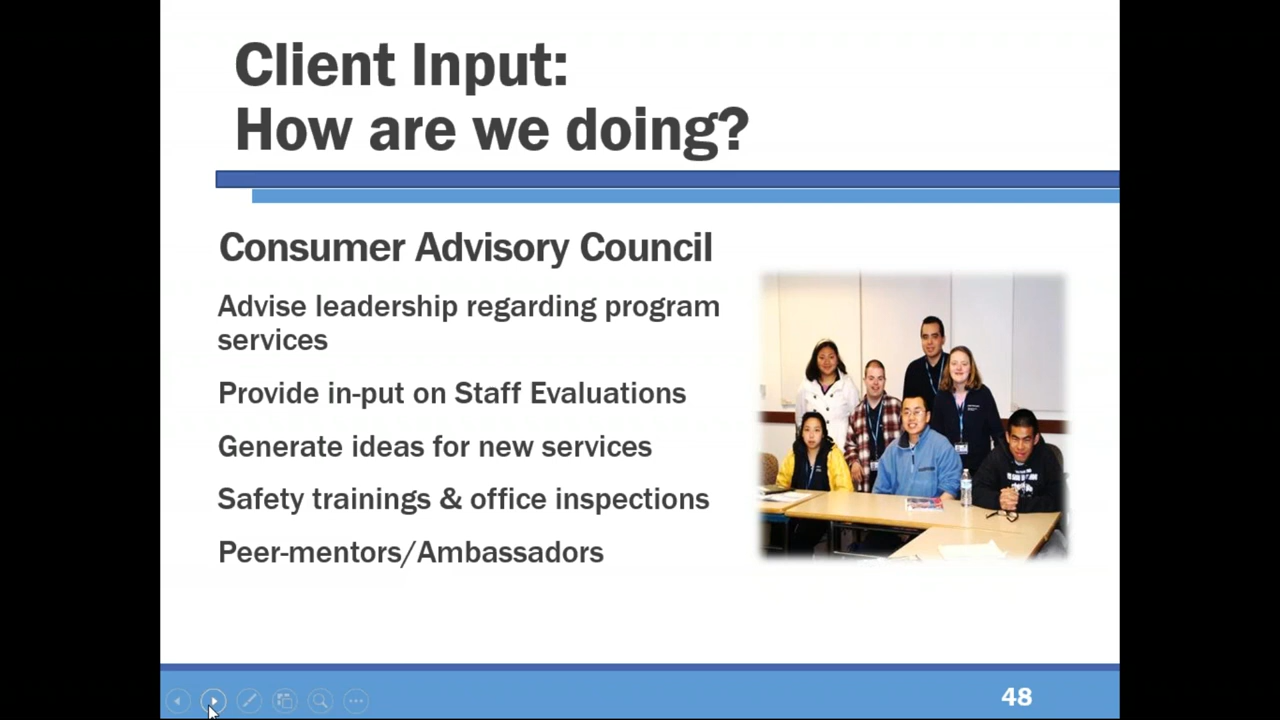 Client Input:
How are we doing?
Consumer Advisory Council
Advise leadership regarding program
services
Provide in-put on Staff Evaluations
Generate ideas for new services
Safety trainings & office inspections
Peer-mentors/Ambassadors
48